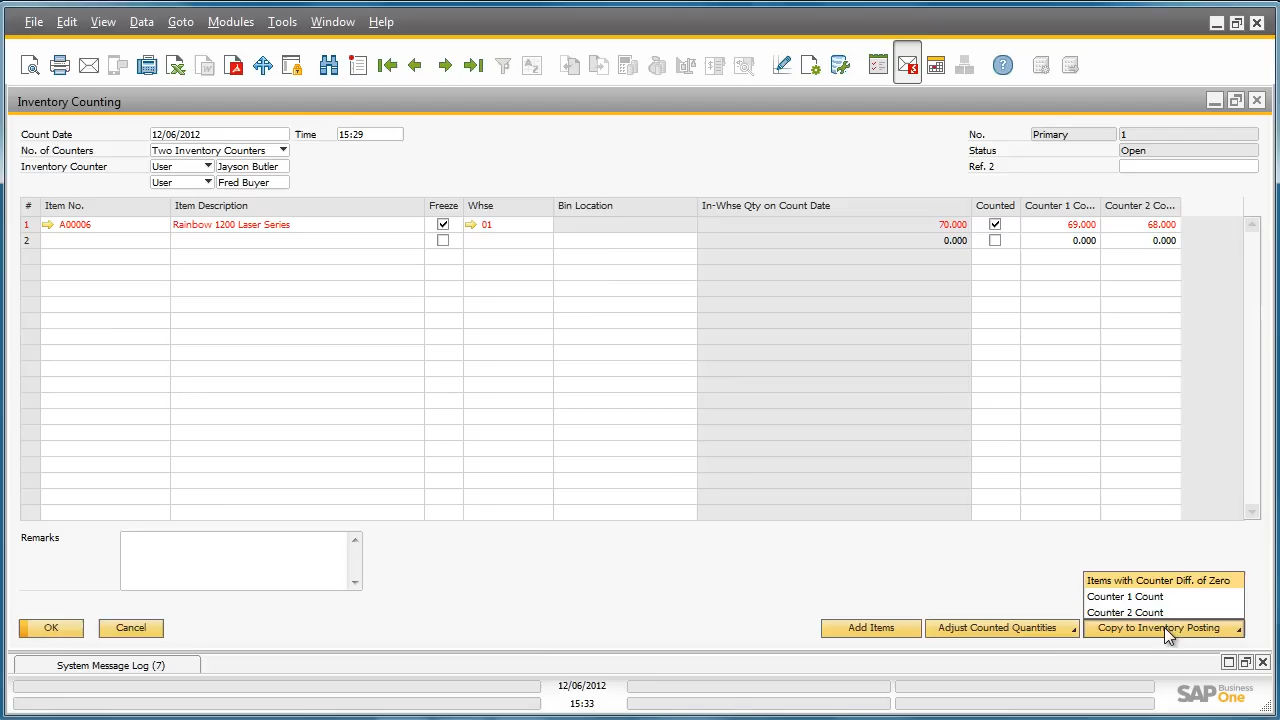 File Edit View Data Goto Modules Tools Window Help
Inventory Counting
Count Date 12/06/2012 Time 15:29 No. Primary 1
No. of Counters Two Inventory Counters Status Open
Inventory Counter User Jayson Butler Ref. 2
User Fred Buyer
# Item No. Item Description Freeze Whse Bin Location In-Whse Qty on Count Date Counted Counter 1 Co... Counter 2 Co...
1 A00006 Rainbow 1200 Laser Series 01 70.000 69.000 68.000
2 0.000 0.000 0.000
Remarks
Items with Counter Diff. of Zero
Counter 1 Count
Counter 2 Count
OK Cancel Add Items Adjust Counted Quantities Copy to Inventory Posting
System Message Log (7)
12/06/2012
15:33
SAP Business One